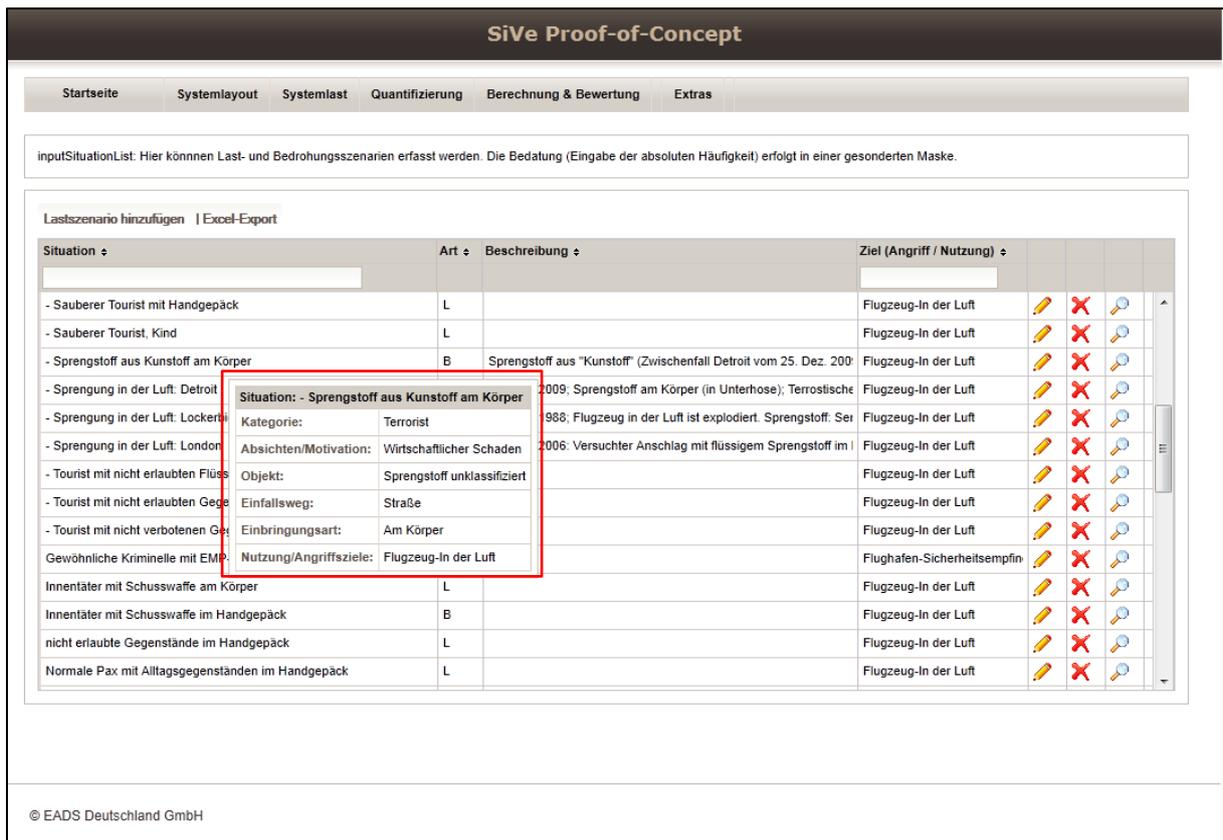 SiVe Proof-of-Concept
Startseite Systemlayout Systemlast Quantifizierung Berechnung & Bewertung Extras
inputSituationList: Hier könnnen Last- und Bedrohungsszenarien erfasst werden. Die Bedatung (Eingabe der absoluten Häufigkeit) erfolgt in einer gesonderten Maske.
Lastszenario hinzufügen | Excel-Export
Situation Art Beschreibung Ziel (Angriff / Nutzung)
- Sauberer Tourist mit Handgepäck L Flugzeug-In der Luft
- Sauberer Tourist, Kind L Flugzeug-In der Luft
- Sprengstoff aus Kunstoff am Körper B Sprengstoff aus "Kunstoff" (Zwischenfall Detroit vom 25. Dez. 200 Flugzeug-In der Luft
- Sprengung in der Luft: Detroit 2009; Sprengstoff am Körper (in Unterhose); Terrostische Flugzeug-In der Luft
- Sprengung in der Luft: Lockerbi 1988; Flugzeug in der Luft ist explodiert. Sprengstoff: Ser Flugzeug-In der Luft
- Sprengung in der Luft: London 2006: Versuchter Anschlag mit flüssigem Sprengstoff im Flugzeug-In der Luft
- Tourist mit nicht erlaubten Flüss Flugzeug-In der Luft
- Tourist mit nicht erlaubten Gege Flugzeug-In der Luft
- Tourist mit nicht verbotenen Ge Flugzeug-In der Luft
Gewöhnliche Kriminelle mit EMP- Flughafen-Sicherheitsempfin
Situation: - Sprengstoff aus Kunstoff am Körper
Kategorie: Terrorist
Absichten/Motivation: Wirtschaftlicher Schaden
Objekt: Sprengstoff unklassifiziert
Einfallsweg: Straße
Einbringungsart: Am Körper
Nutzung/Angriffsziele: Flugzeug-In der Luft
Innentäter mit Schusswaffe am Körper L Flugzeug-In der Luft
Innentäter mit Schusswaffe im Handgepäck B Flugzeug-In der Luft
nicht erlaubte Gegenstände im Handgepäck L Flugzeug-In der Luft
Normale Pax mit Alltagsgegenständen im Handgepäck L Flugzeug-In der Luft
© EADS Deutschland GmbH